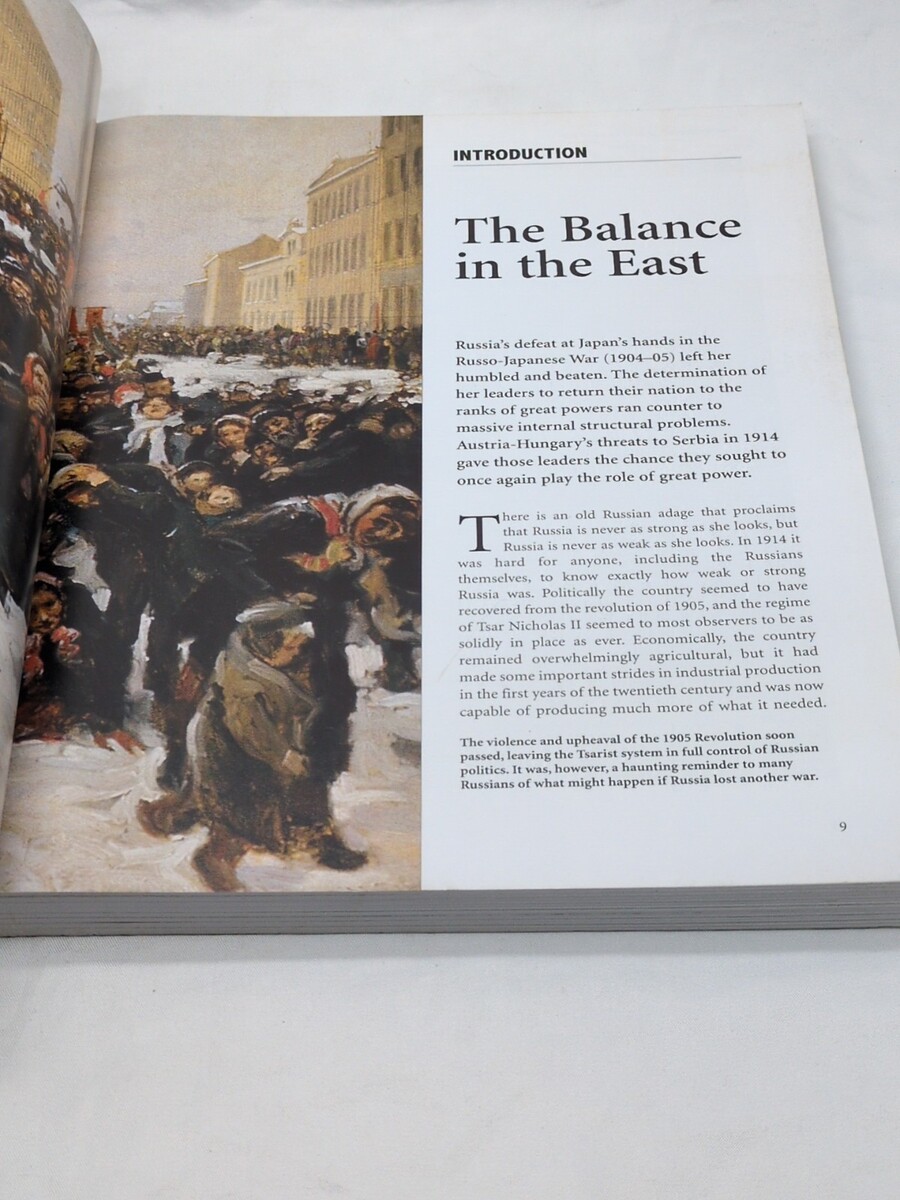 INTRODUCTION
The Balance
in the East
Russia's defeat at Japan's hands in the
Russo-Japanese War (1904–05) left her
humbled and beaten. The determination of
her leaders to return their nation to the
ranks of great powers ran counter to
massive internal structural problems.
Austria-Hungary's threats to Serbia in 1914
gave those leaders the chance they sought to
once again play the role of great power.
There is an old Russian adage that proclaims
that Russia is never as strong as she looks, but
Russia is never as weak as she looks. In 1914 it
was hard for anyone, including the Russians
themselves, to know exactly how weak or strong
Russia was. Politically the country seemed to have
recovered from the revolution of 1905, and the regime
of Tsar Nicholas II seemed to most observers to be as
solidly in place as ever. Economically, the country
remained overwhelmingly agricultural, but it had
made some important strides in industrial production
in the first years of the twentieth century and was now
capable of producing much more of what it needed.
The violence and upheaval of the 1905 Revolution soon
passed, leaving the Tsarist system in full control of Russian
politics. It was, however, a haunting reminder to many
Russians of what might happen if Russia lost another war.
9